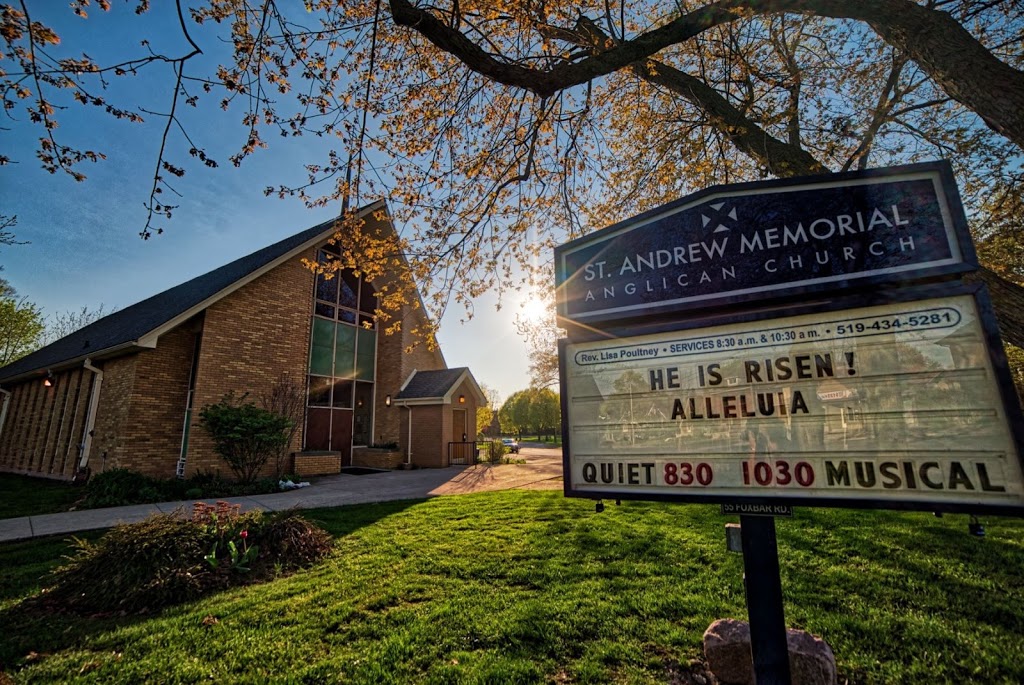 ST. ANDREW MEMORIAL
ANGLICAN CHURCH
Rev. Lisa Poultney • SERVICES 8:30 a.m. & 10:30 a.m. • 519-434-5281
HE IS RISEN!
ALLELUIA
QUIET 830 1030 MUSICAL
55 FOXBAR RD.